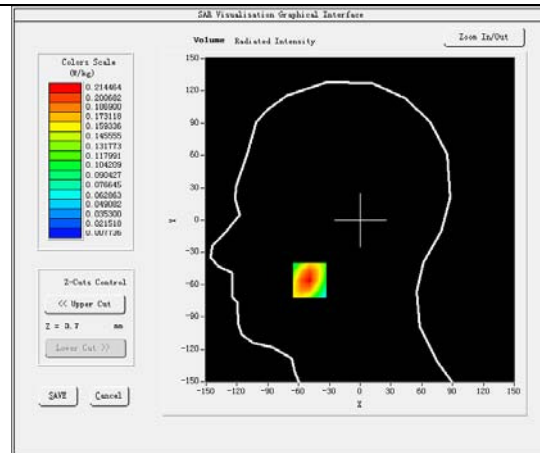 SAR Visualisation Graphical Interface
Volume Radiated Intensity
Zoom In/Out
Colors Scale
(W/kg)
0.214464
0.200682
0.186900
0.173118
0.159336
0.145555
0.131773
0.117991
0.104209
0.090427
0.076645
0.062863
0.049082
0.035300
0.021518
0.007736
150
120
90
60
30
0
-30
-60
-90
-120
-150
Y
-150 -120 -90 -60 -30 0 30 60 90 120 150
X
Z-Cuts Control
<< Upper Cut
Z = 3.7 mm
Lower Cut >>
SAVE
Cancel